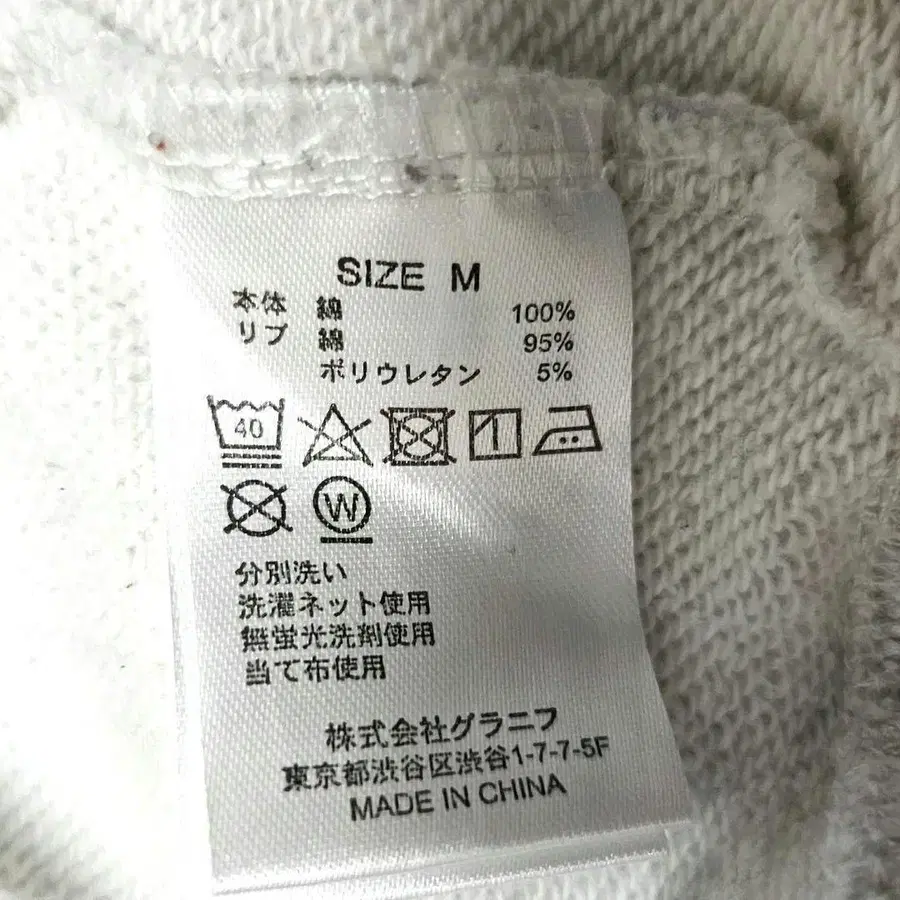 SIZE M
本体 綿 100%
リブ 綿 95%
ポリウレタン 5%
40
W
分別洗い
洗濯ネット使用
無蛍光洗剤使用
当て布使用
株式会社グラニフ
東京都渋谷区渋谷1-7-7-5F
MADE IN CHINA